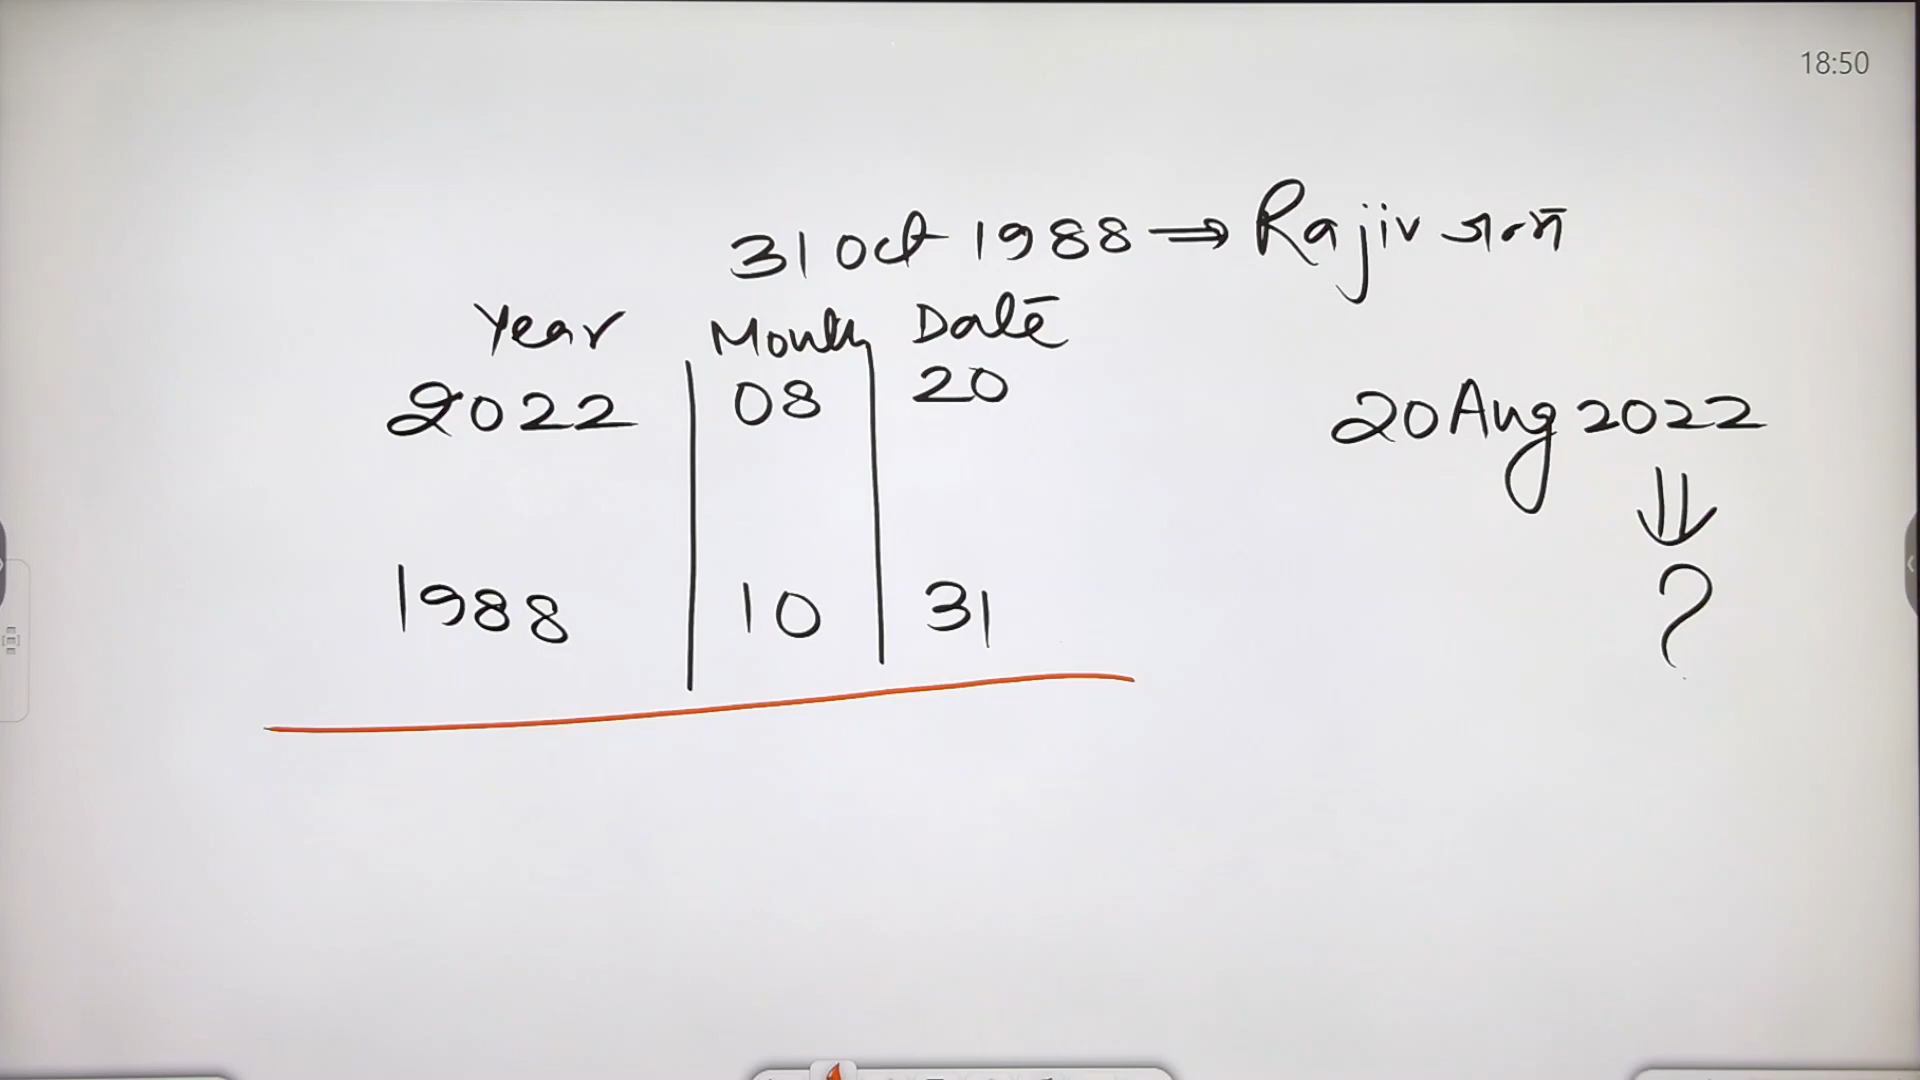 18:50
31 Oct 1988 ⇒ Rajiv जन्म
Year Month Date
2022 08 20
20 Aug 2022
⇓
?
1988 10 31